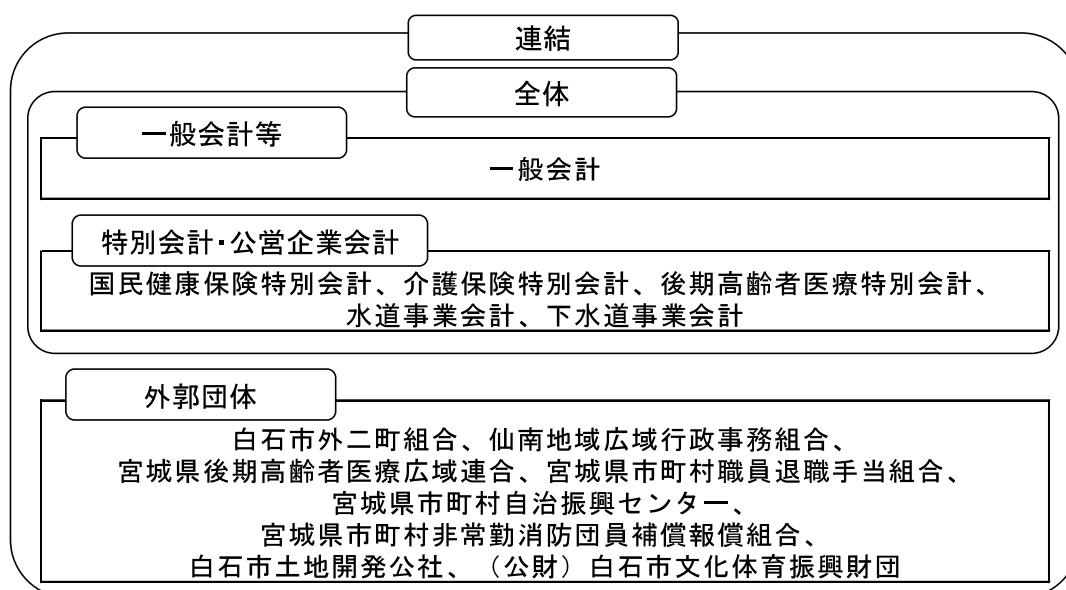 連結
全体
一般会計等
一般会計
特別会計・公営企業会計
国民健康保険特別会計、介護保険特別会計、後期高齢者医療特別会計、
水道事業会計、下水道事業会計
外郭団体
白石市外二町組合、仙南地域広域行政事務組合、
宮城県後期高齢者医療広域連合、宮城県市町村職員退職手当組合、
宮城県市町村自治振興センター、
宮城県市町村非常勤消防団員補償報償組合、
白石市土地開発公社、（公財）白石市文化体育振興財団